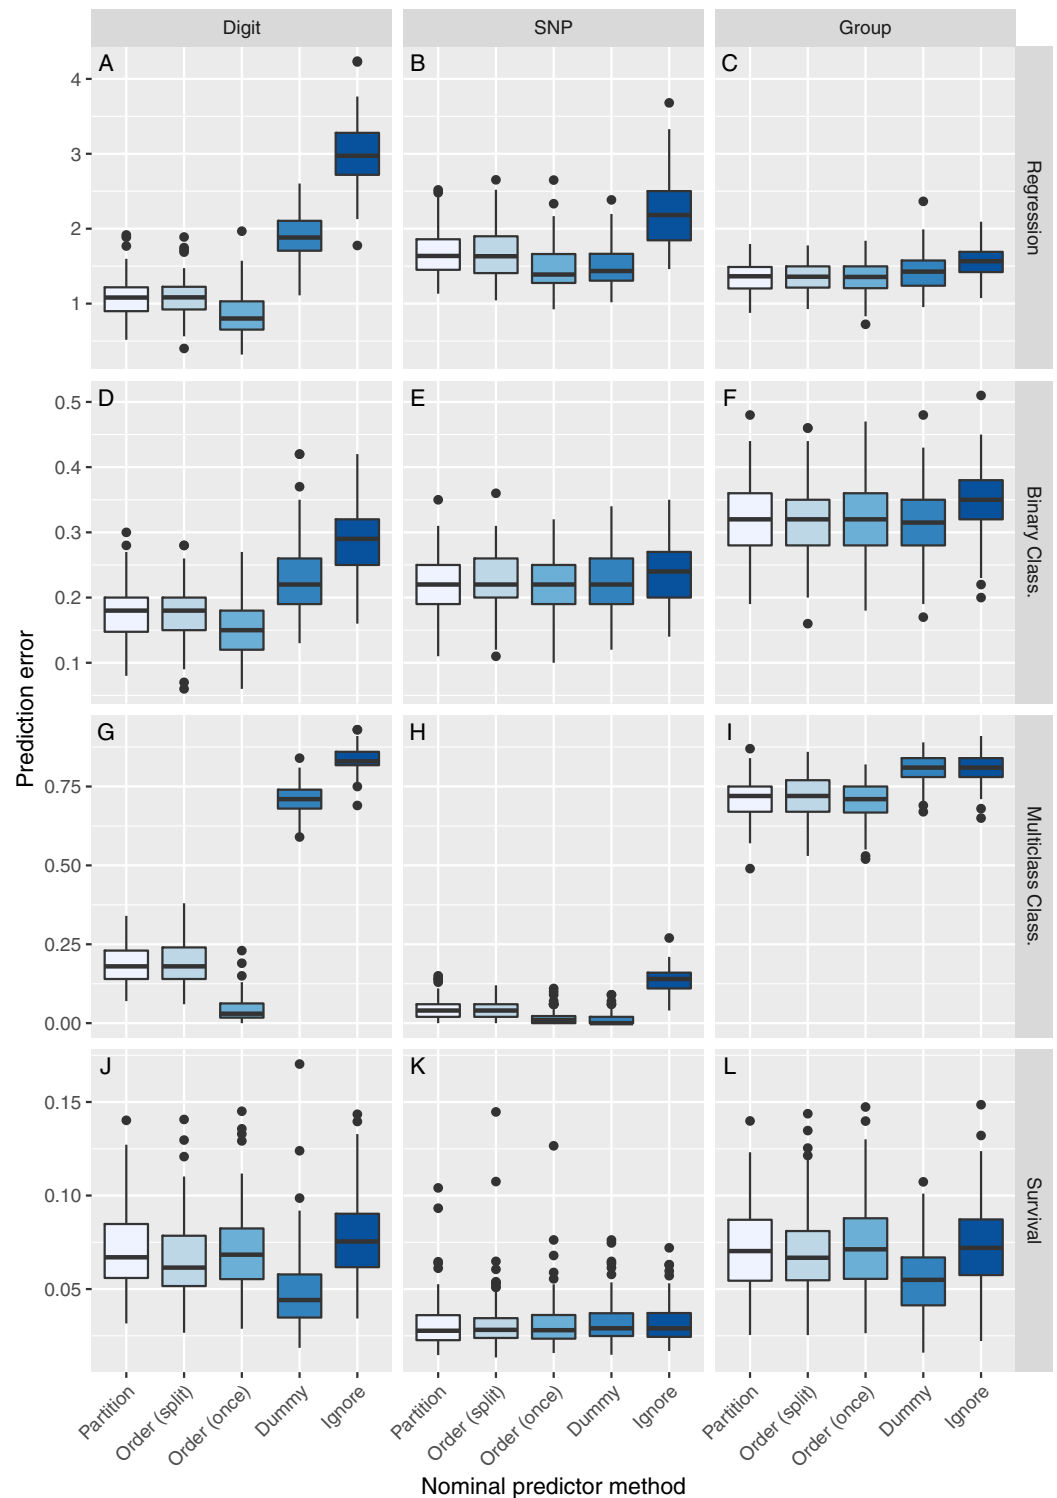 Digit SNP Group
A B C
4
3
2
1
Regression
D E F
0.5
0.4
0.3
0.2
0.1
Binary Class.
G H I
0.75
0.50
0.25
0.00
Multiclass Class.
J K L
0.15
0.10
0.05
Survival
Prediction error
Partition Order (split) Order (once) Dummy Ignore Partition Order (split) Order (once) Dummy Ignore Partition Order (split) Order (once) Dummy Ignore
Nominal predictor method